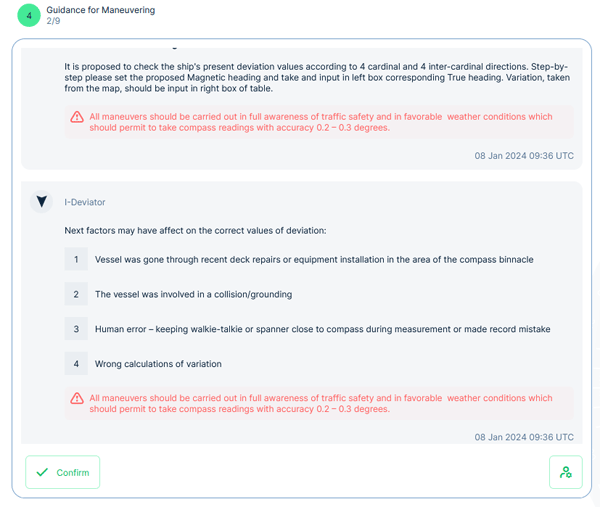 4
Guidance for Maneuvering
2/9
It is proposed to check the ship's present deviation values according to 4 cardinal and 4 inter-cardinal directions. Step-by-
step please set the proposed Magnetic heading and take and input in left box corresponding True heading. Variation, taken
from the map, should be input in right box of table.
All maneuvers should be carried out in full awareness of traffic safety and in favorable weather conditions which
should permit to take compass readings with accuracy 0.2 – 0.3 degrees.
08 Jan 2024 09:36 UTC
I-Deviator
Next factors may have affect on the correct values of deviation:
1 Vessel was gone through recent deck repairs or equipment installation in the area of the compass binnacle
2 The vessel was involved in a collision/grounding
3 Human error – keeping walkie-talkie or spanner close to compass during measurement or made record mistake
4 Wrong calculations of variation
All maneuvers should be carried out in full awareness of traffic safety and in favorable weather conditions which
should permit to take compass readings with accuracy 0.2 – 0.3 degrees.
08 Jan 2024 09:36 UTC
Confirm